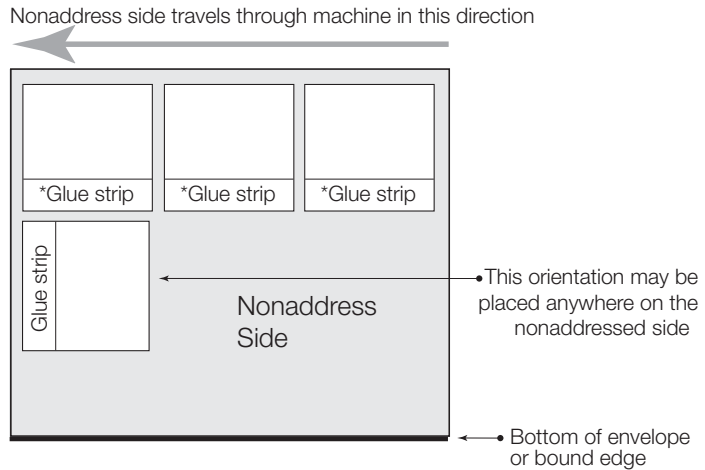 Nonaddress side travels through machine in this direction
*Glue strip *Glue strip *Glue strip
Glue strip
This orientation may be
placed anywhere on the
nonaddressed side
Nonaddress
Side
Bottom of envelope
or bound edge